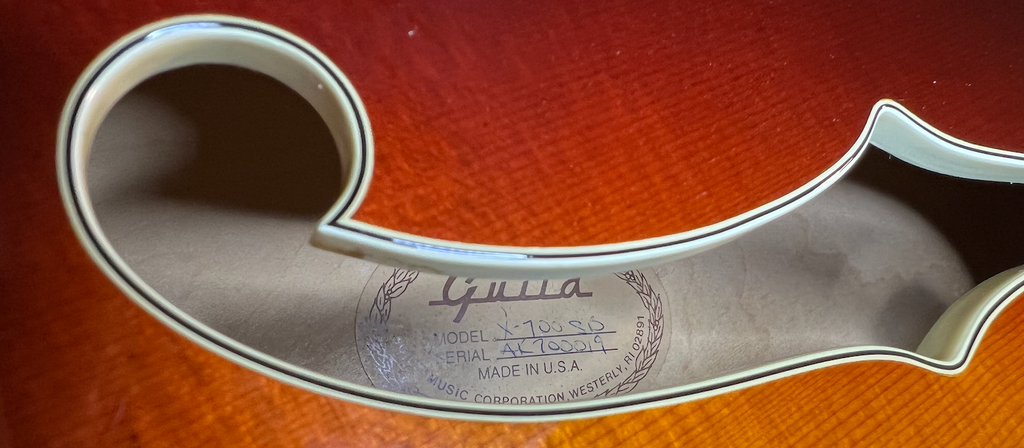 Guild
MODEL X-700 SB
SERIAL AK700019
MADE IN U.S.A.
MUSIC CORPORATION, WESTERLY, RI 02891